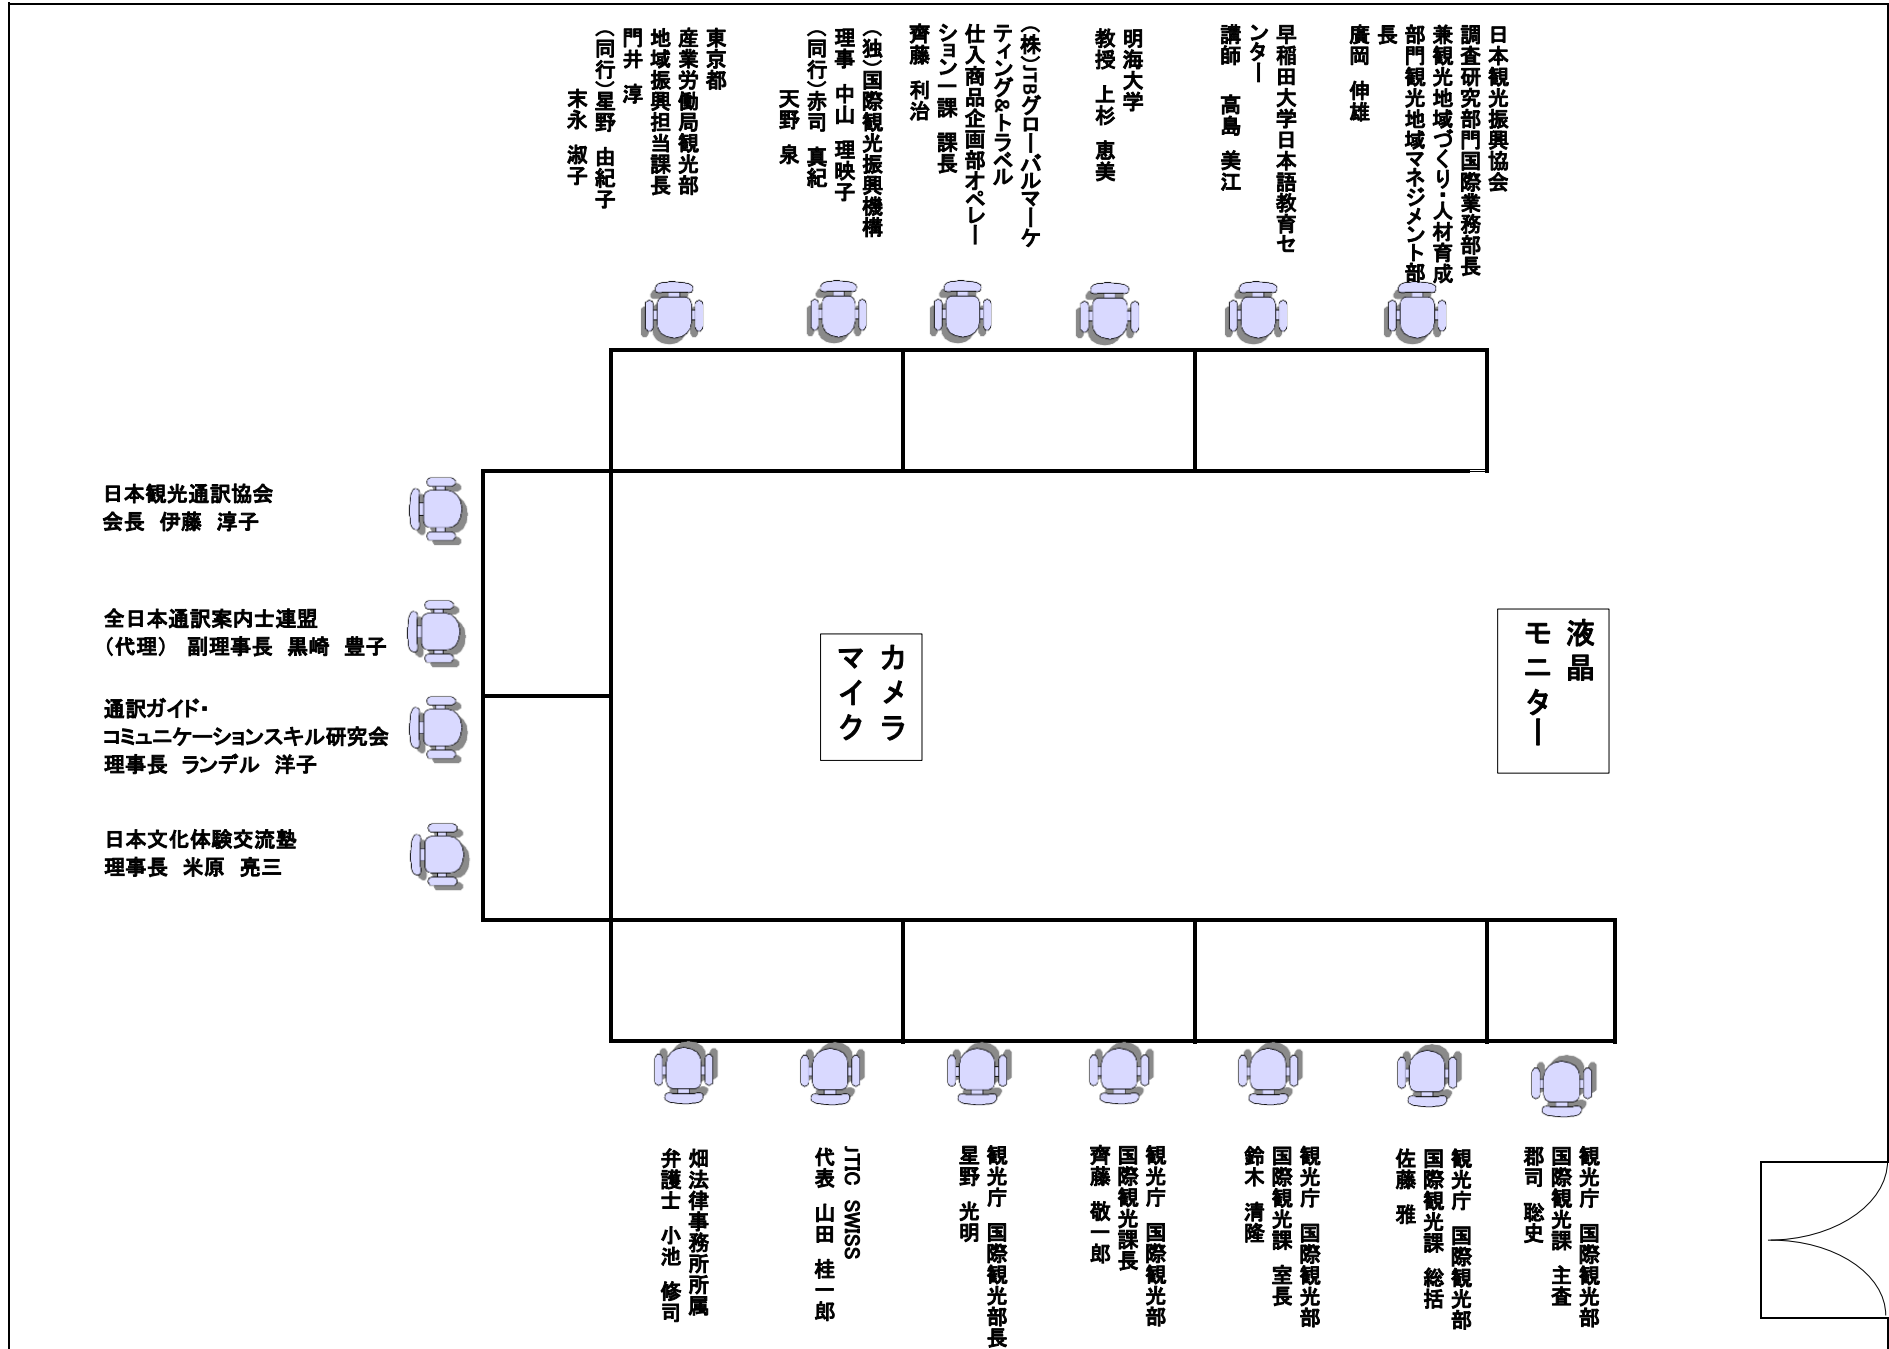 日本観光振興協会
調査研究部門国際業務部長
兼観光地域づくり・人材育成
部門観光地域マネジメント部
長
廣岡 伸雄
早稲田大学日本語教育セ
ンター
講師 高島 美江
明海大学
教授 上杉 恵美
(株)JTBグローバルマーケ
ティング&トラベル
仕入商品企画部オペレー
ション一課 課長
齊藤 利治
(独)国際観光振興機構
理事 中山 理映子
(同行)赤司 真紀
天野 泉
東京都
産業労働局観光部
地域振興担当課長
門井 淳
(同行)星野 由紀子
末永 淑子
日本観光通訳協会
会長 伊藤 淳子
全日本通訳案内士連盟
(代理) 副理事長 黒崎 豊子
通訳ガイド・
コミュニケーションスキル研究会
理事長 ランデル 洋子
日本文化体験交流塾
理事長 米原 亮三
カメラ
マイク
液晶
モニター
観光庁 国際観光部
国際観光課 主査
郡司 聡史
観光庁 国際観光部
国際観光課 総括
佐藤 雅
観光庁 国際観光部
国際観光課 室長
鈴木 清隆
観光庁 国際観光部
国際観光課長
齊藤 敬一郎
観光庁 国際観光部長
星野 光明
JTIC SWISS
代表 山田 桂一郎
畑法律事務所所属
弁護士 小池 修司